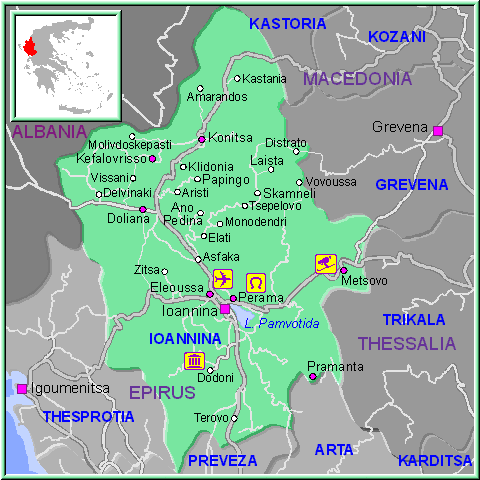 KASTORIA
KOZANI
Kastania
MACEDONIA
Amarandos
ALBANIA
Grevena
Molivdoskepasti
Konitsa
Distrato
Kefalovrisso
Laista
Klidonia
Vissani
Papingo
Vovoussa
GREVENA
Delvinaki
Aristi
Skamneli
Ano
Pedina
Tsepelovo
Doliana
Monodendri
Elati
Asfaka
Zitsa
Metsovo
Eleoussa
Perama
Ioannina
L. Pamvotida
TRIKALA
IOANNINA
THESSALIA
Pramanta
Dodoni
Igoumenitsa
EPIRUS
THESPROTIA
Terovo
ARTA
PREVEZA
KARDITSA